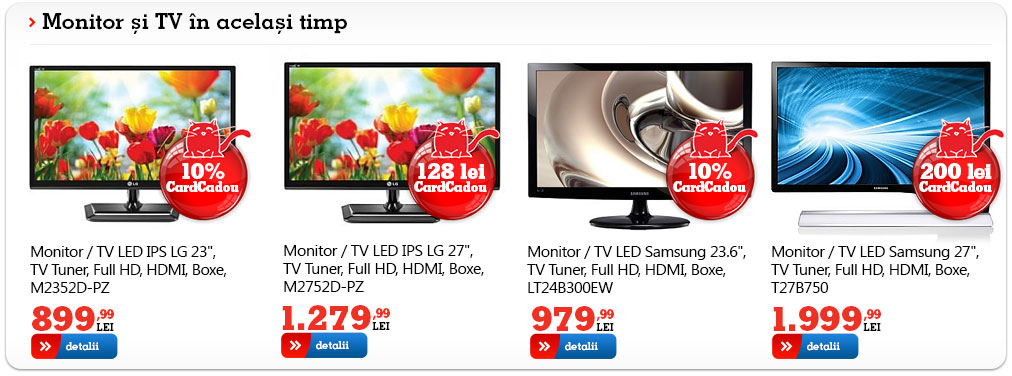 Monitor și TV în același timp
LG
10%
CardCadou
Monitor / TV LED IPS LG 23",
TV Tuner, Full HD, HDMI, Boxe,
M2352D-PZ
899,99
LEI
detalii
LG
128 lei
CardCadou
Monitor / TV LED IPS LG 27",
TV Tuner, Full HD, HDMI, Boxe,
M2752D-PZ
1.279,99
LEI
detalii
SAMSUNG
10%
CardCadou
Monitor / TV LED Samsung 23.6",
TV Tuner, Full HD, HDMI, Boxe,
LT24B300EW
979,99
LEI
detalii
SAMSUNG
200 lei
CardCadou
Monitor / TV LED Samsung 27",
TV Tuner, Full HD, HDMI, Boxe,
T27B750
1.999,99
LEI
detalii